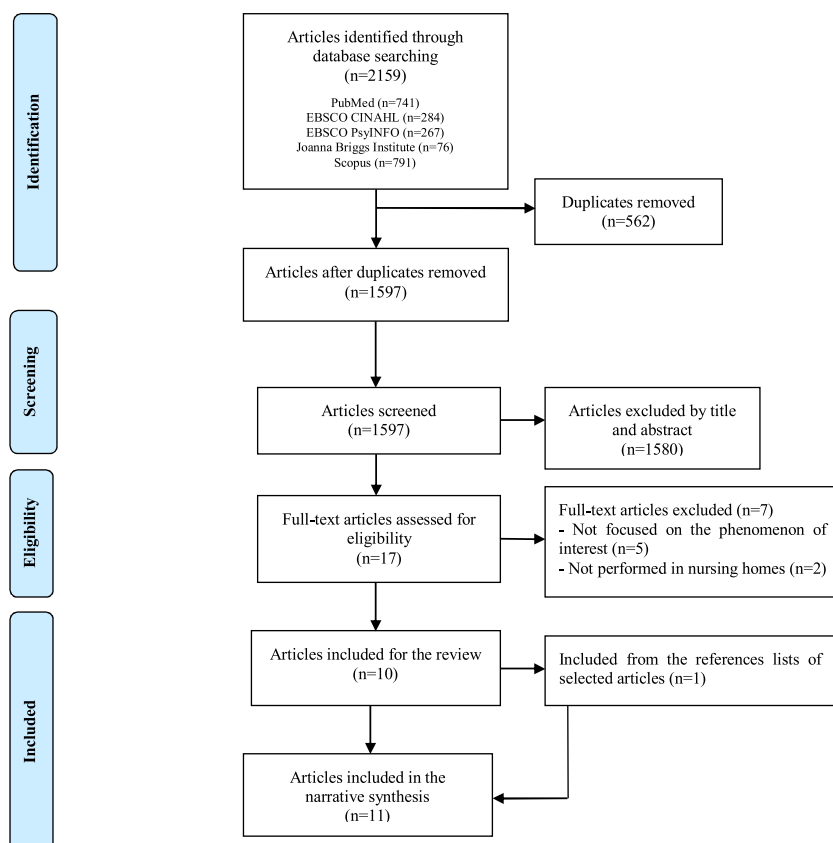 Identification
Articles identified through
database searching
(n=2159)
PubMed (n=741)
EBSCO CINAHL (n=284)
EBSCO PsyINFO (n=267)
Joanna Briggs Institute (n=76)
Scopus (n=791)
Duplicates removed
(n=562)
Articles after duplicates removed
(n=1597)
Screening
Articles screened
(n=1597)
Articles excluded by title
and abstract
(n=1580)
Eligibility
Full-text articles assessed for
eligibility
(n=17)
Full-text articles excluded (n=7)
- Not focused on the phenomenon of
interest (n=5)
- Not performed in nursing homes (n=2)
Included
Articles included for the review
(n=10)
Included from the references lists of
selected articles (n=1)
Articles included in the
narrative synthesis
(n=11)